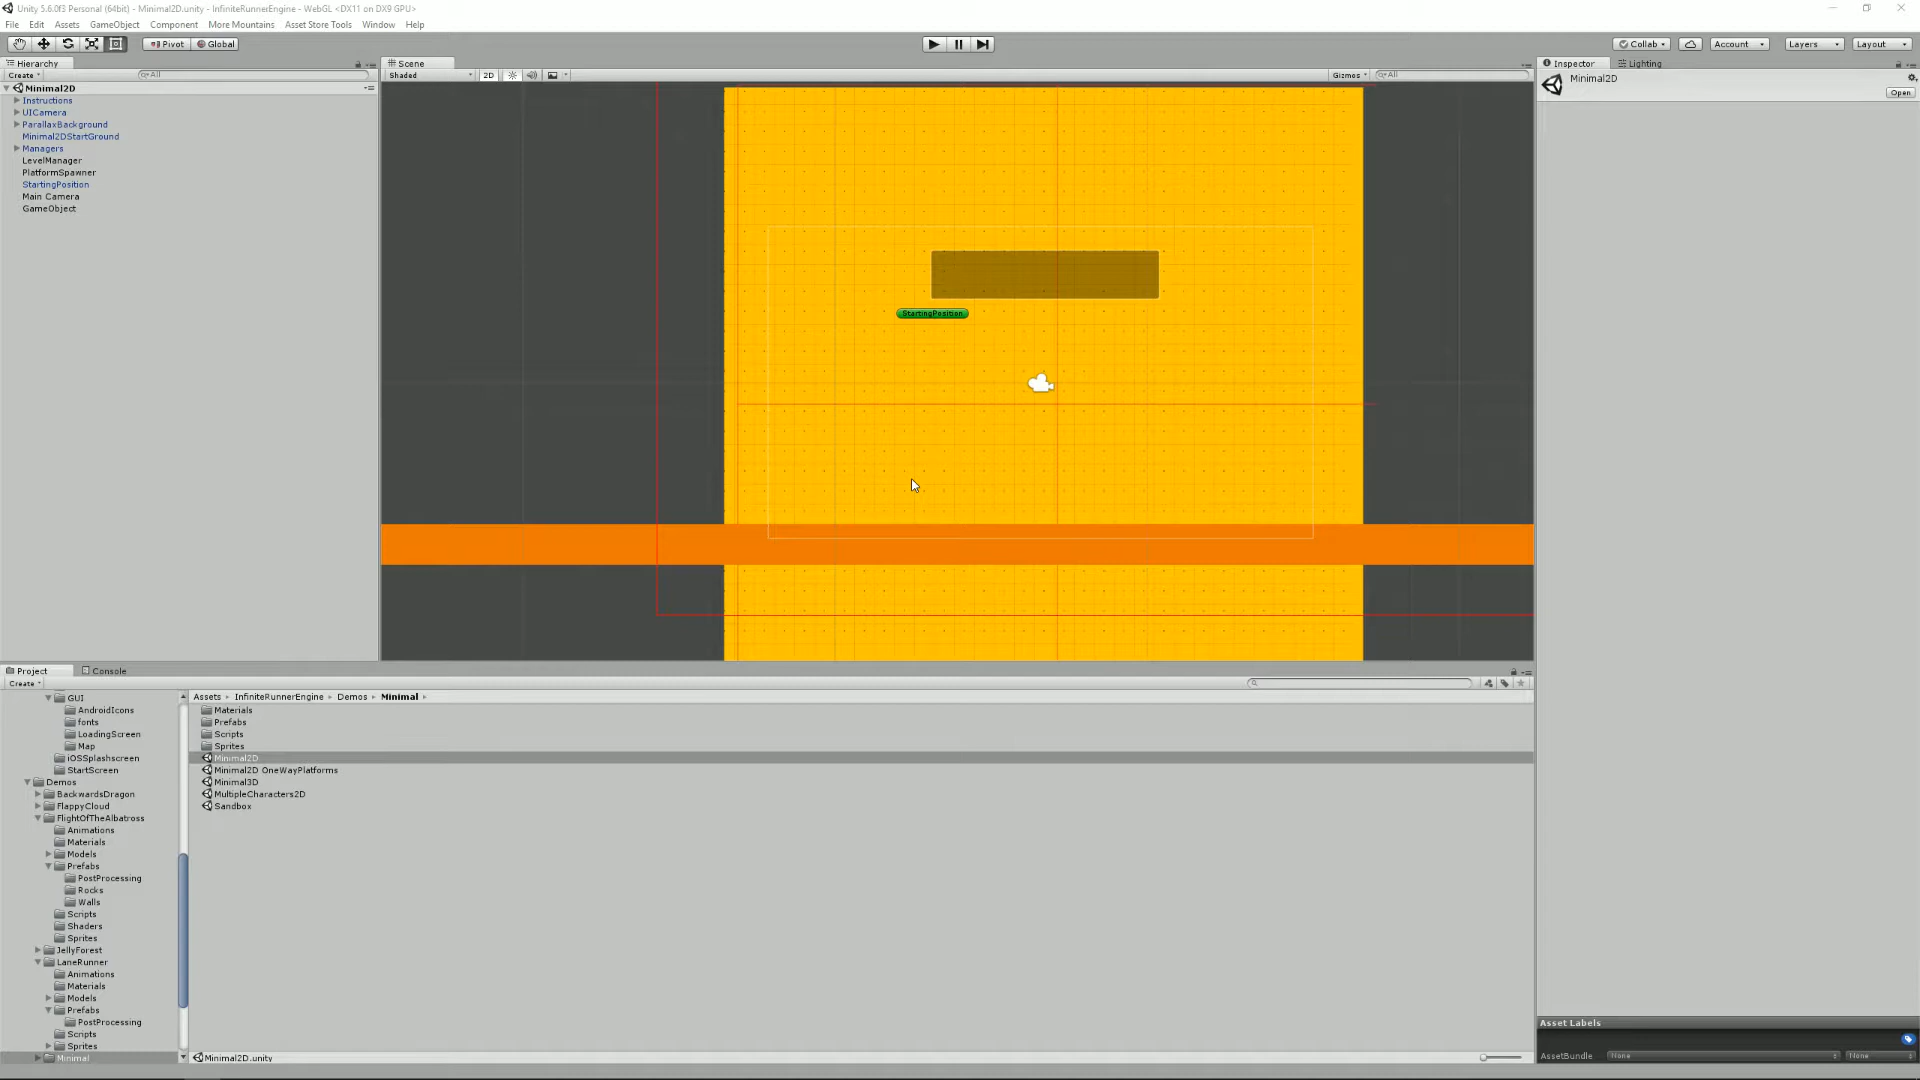 Unity 5.6.0f3 Personal (64bit) - Minimal2D.unity - InfiniteRunnerEngine - WebGL <DX11 on DX9 GPU>
File Edit Assets GameObject Component More Mountains Asset Store Tools Window Help
Pivot Global Collab Account Layers Layout
Hierarchy Scene Inspector Lighting
Create All Shaded 2D Gizmos All
Minimal2D
Minimal2D
Open
Instructions
UICamera
ParallaxBackground
Minimal2DStartGround
Managers
LevelManager
PlatformSpawner
StartingPosition
Main Camera
GameObject
StartingPosition
Project Console
Create
Assets InfiniteRunnerEngine Demos Minimal
GUI
AndroidIcons
fonts
LoadingScreen
Map
iOSSplashscreen
StartScreen
Demos
BackwardsDragon
FlappyCloud
FlightOfTheAlbatross
Animations
Materials
Models
Prefabs
PostProcessing
Rocks
Walls
Scripts
Shaders
Sprites
JellyForest
LaneRunner
Animations
Materials
Models
Prefabs
PostProcessing
Scripts
Sprites
Minimal
Materials
Prefabs
Scripts
Sprites
Minimal2D
Minimal2D OneWayPlatforms
Minimal3D
MultipleCharacters2D
Sandbox
Minimal2D.unity
Asset Labels
AssetBundle None None